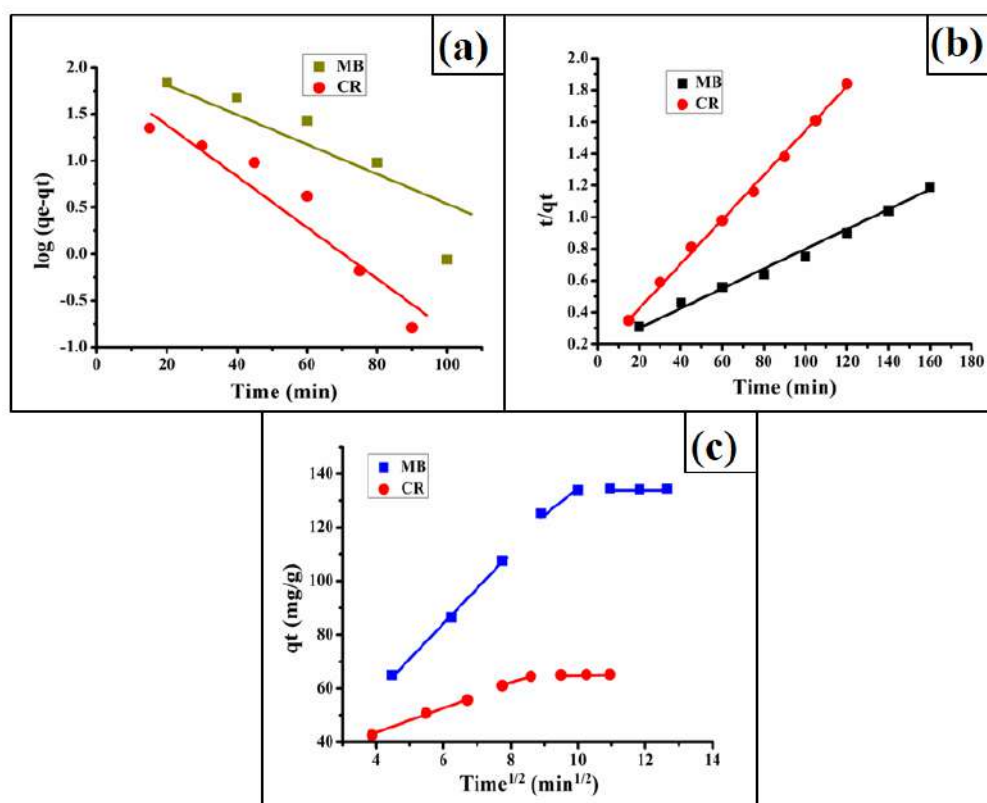 (a)
MB
CR
2.0
1.5
1.0
0.5
0.0
-0.5
-1.0
log (qe-qt)
0 20 40 60 80 100
Time (min)
(b)
MB
CR
2.0
1.8
1.6
1.4
1.2
1.0
0.8
0.6
0.4
0.2
t/qt
0 20 40 60 80 100 120 140 160 180
Time (min)
(c)
MB
CR
140
120
100
80
60
40
qt (mg/g)
4 6 8 10 12 14
Time1/2 (min1/2)